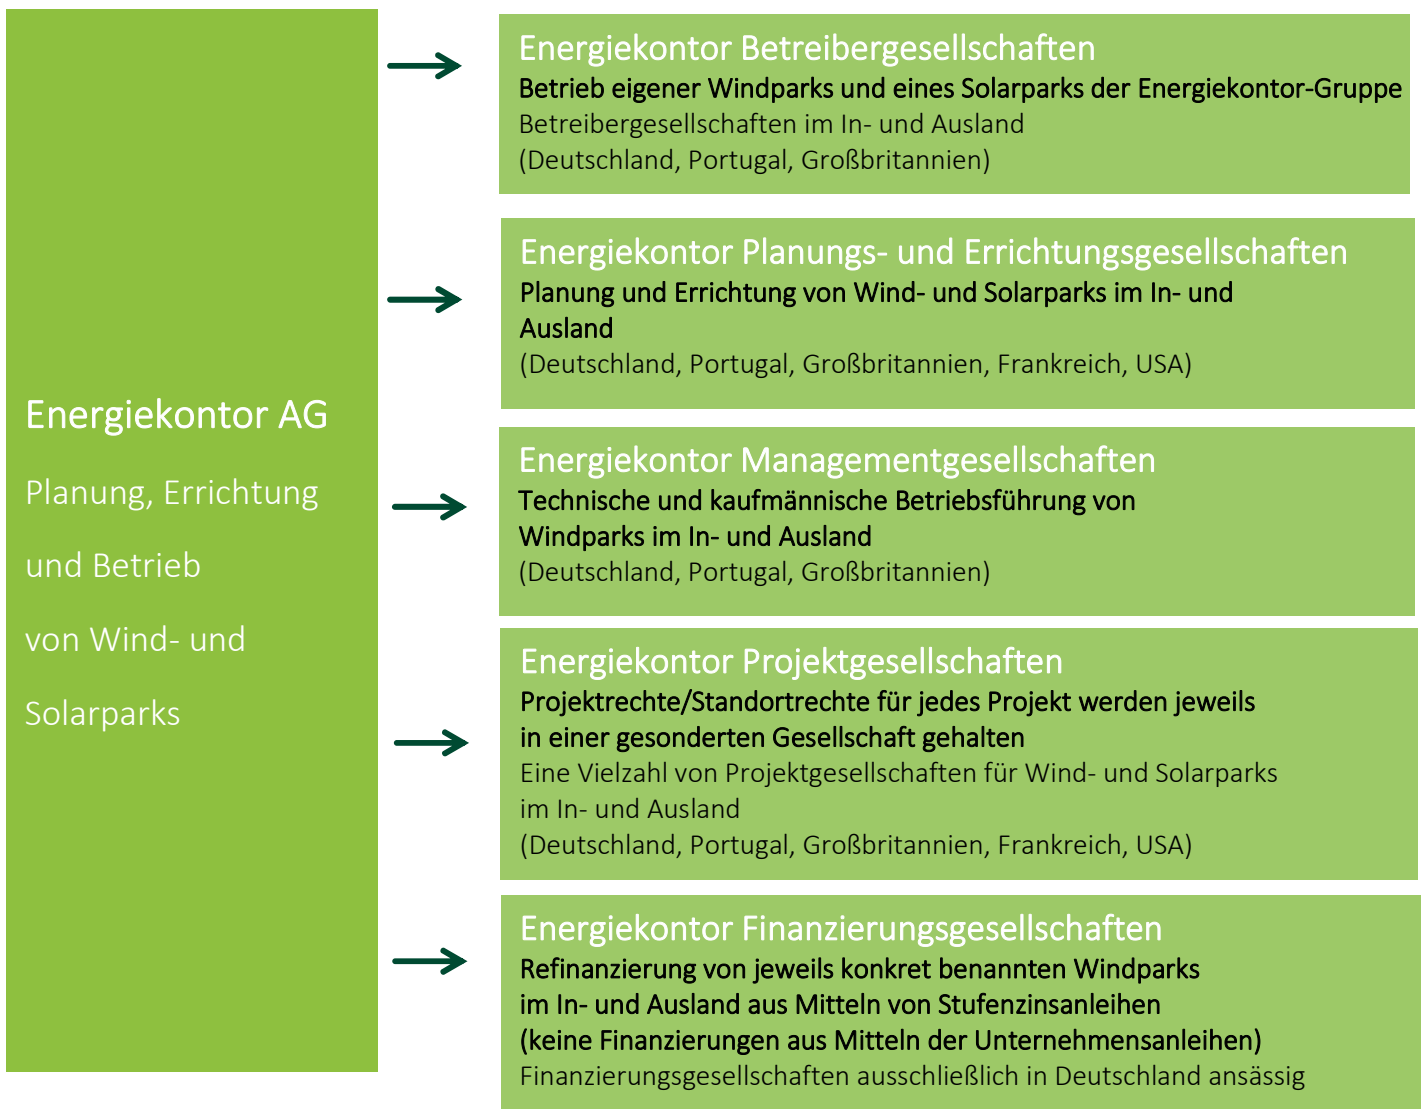 Energiekontor AG
Planung, Errichtung
und Betrieb
von Wind- und
Solarparks
Energiekontor Betreibergesellschaften
Betrieb eigener Windparks und eines Solarparks der Energiekontor-Gruppe
Betreibergesellschaften im In- und Ausland
(Deutschland, Portugal, Großbritannien)
Energiekontor Planungs- und Errichtungsgesellschaften
Planung und Errichtung von Wind- und Solarparks im In- und
Ausland
(Deutschland, Portugal, Großbritannien, Frankreich, USA)
Energiekontor Managementgesellschaften
Technische und kaufmännische Betriebsführung von
Windparks im In- und Ausland
(Deutschland, Portugal, Großbritannien)
Energiekontor Projektgesellschaften
Projektrechte/Standortrechte für jedes Projekt werden jeweils
in einer gesonderten Gesellschaft gehalten
Eine Vielzahl von Projektgesellschaften für Wind- und Solarparks
im In- und Ausland
(Deutschland, Portugal, Großbritannien, Frankreich, USA)
Energiekontor Finanzierungsgesellschaften
Refinanzierung von jeweils konkret benannten Windparks
im In- und Ausland aus Mitteln von Stufenzinsanleihen
(keine Finanzierungen aus Mitteln der Unternehmensanleihen)
Finanzierungsgesellschaften ausschließlich in Deutschland ansässig